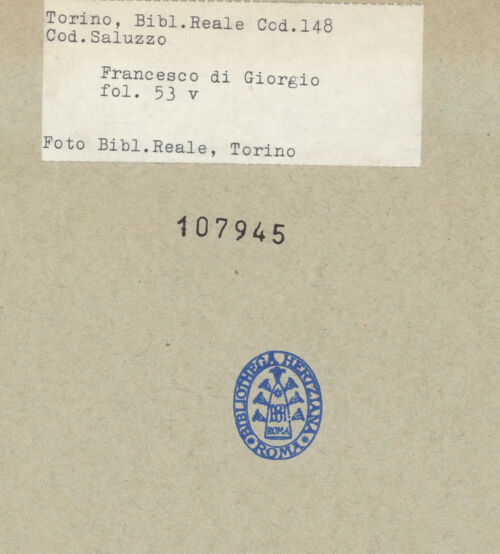 Torino, Bibl.Reale Cod.148
Cod.Saluzzo
Francesco di Giorgio
fol. 53 v
Foto Bibl.Reale, Torino
107945
BIBLIOTHECA HERTZIANA
ROMA
ROMA